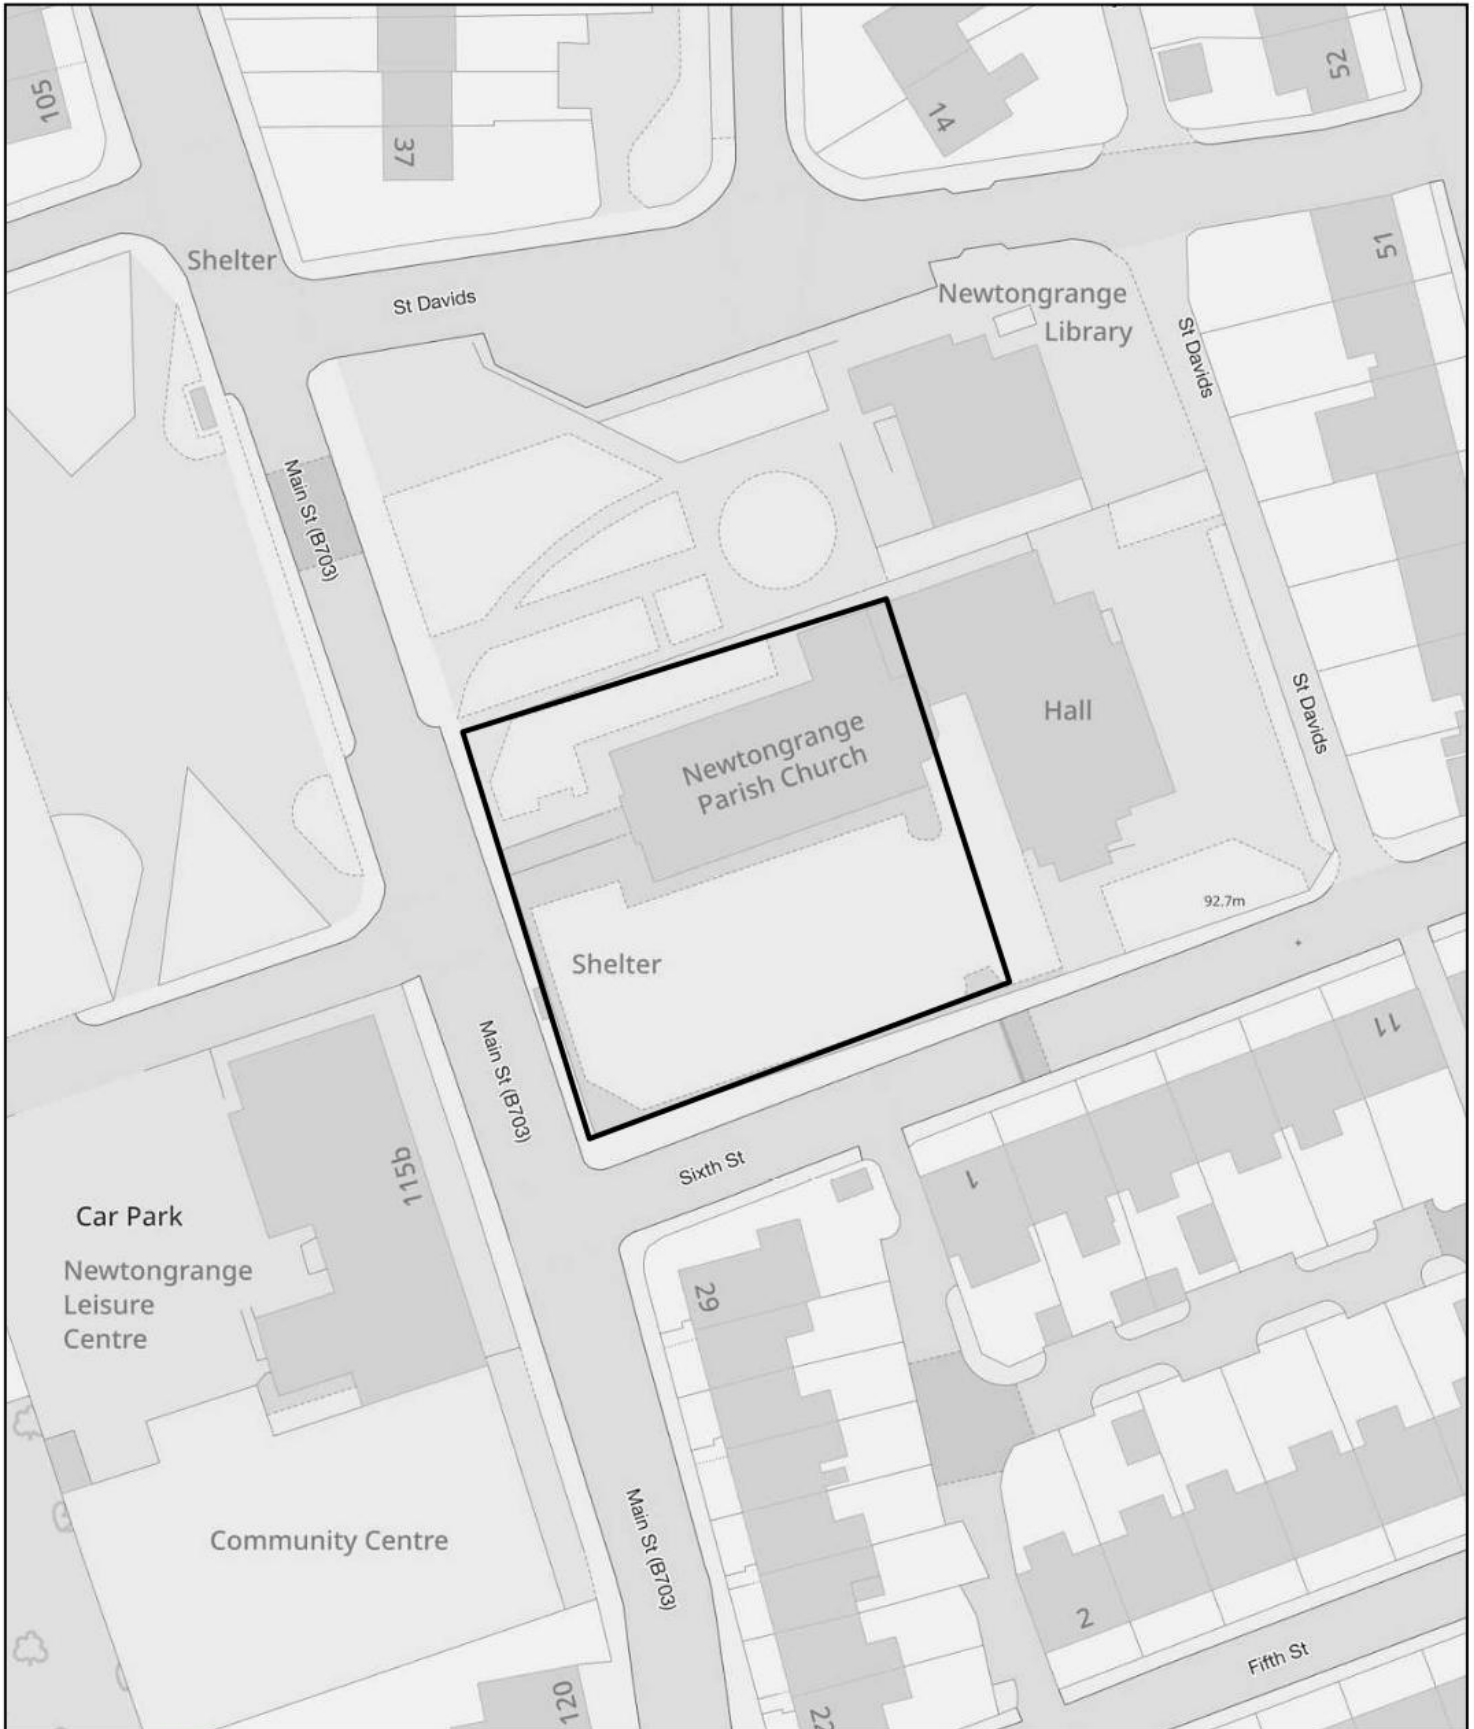 105
37
14
52
Shelter
St Davids
Newtongrange
Library
51
St Davids
Main St (B703)
Newtongrange
Parish Church
Hall
St Davids
92.7m
Shelter
Main St (B703)
11
Sixth St
1
115b
Car Park
Newtongrange
Leisure
Centre
29
Community Centre
Main St (B703)
2
Fifth St
120
22